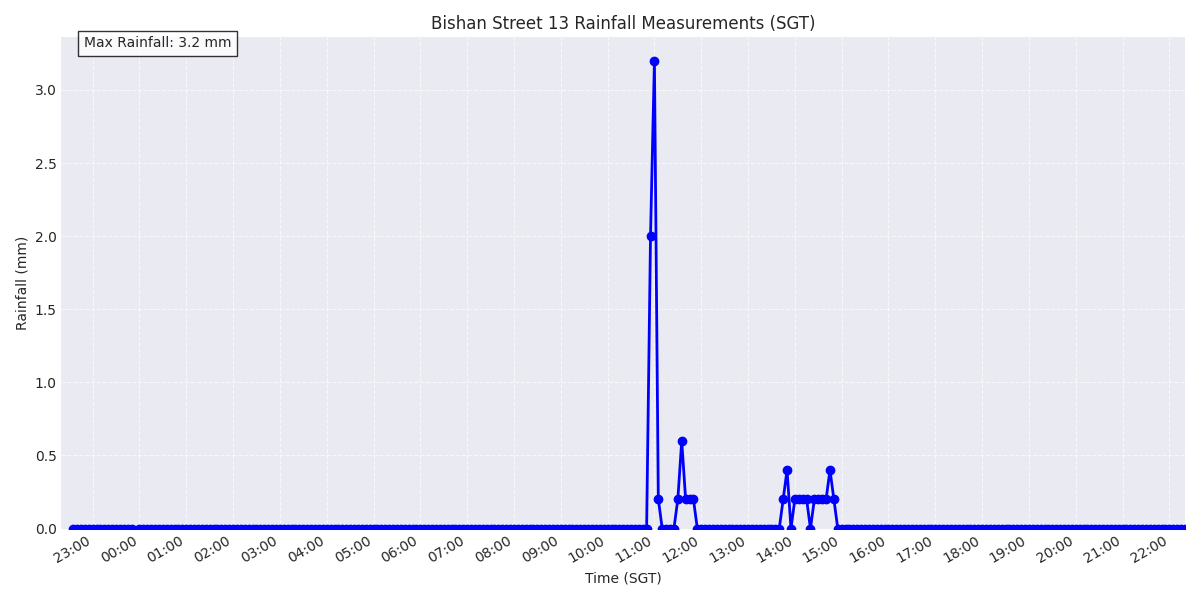 Bishan Street 13 Rainfall Measurements (SGT)
Max Rainfall: 3.2 mm
3.0
2.5
2.0
1.5
1.0
0.5
0.0
Rainfall (mm)
23:00 00:00 01:00 02:00 03:00 04:00 05:00 06:00 07:00 08:00 09:00 10:00 11:00 12:00 13:00 14:00 15:00 16:00 17:00 18:00 19:00 20:00 21:00 22:00
Time (SGT)